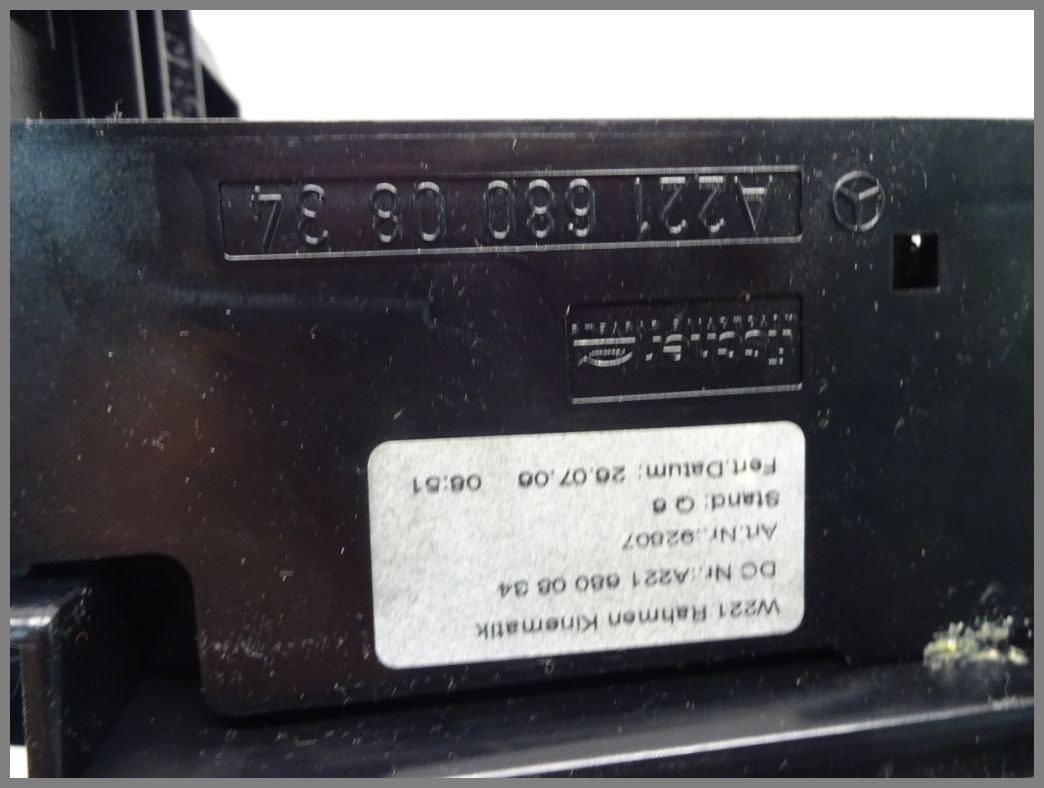 W221 Rahmen Kinematik
DC Nr.:A221 680 08 34
Art.Nr.:92807
Stand: Q 6
Fert.Datum: 26.07.06 06:51
A221 680 08 34